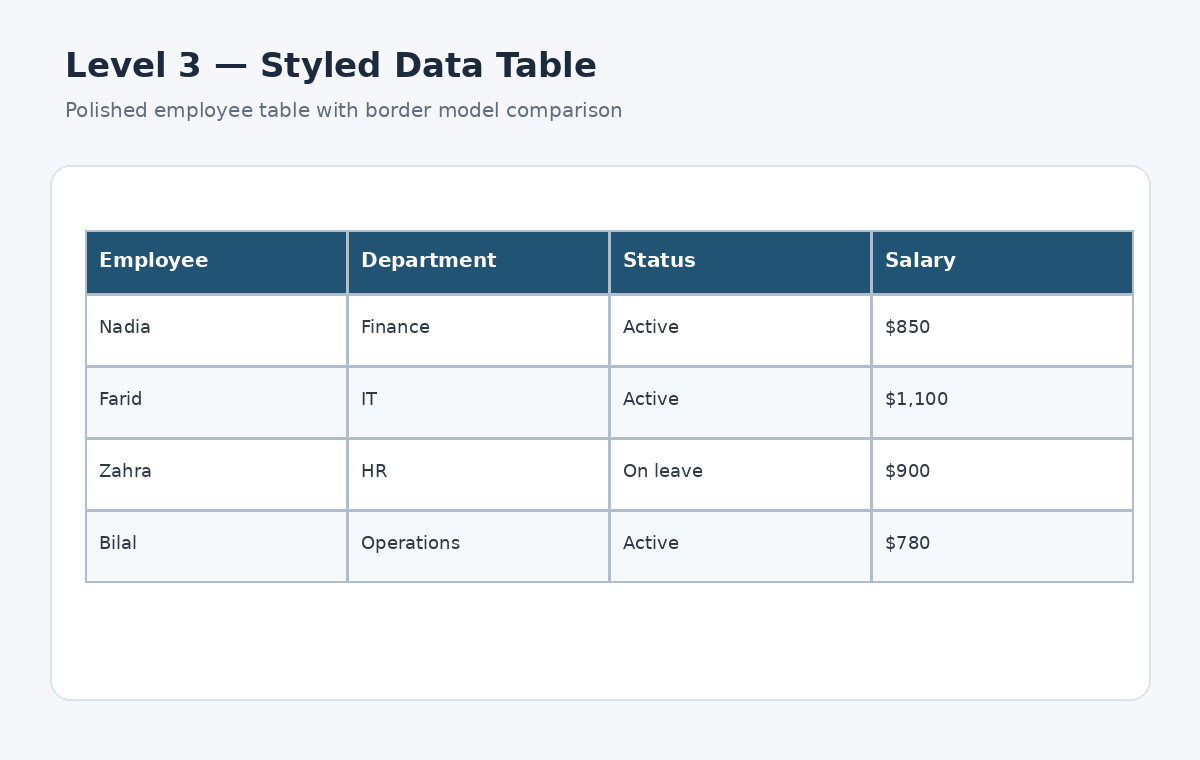 Level 3 — Styled Data Table
Polished employee table with border model comparison
Employee Department Status Salary
Nadia Finance Active $850
Farid IT Active $1,100
Zahra HR On leave $900
Bilal Operations Active $780